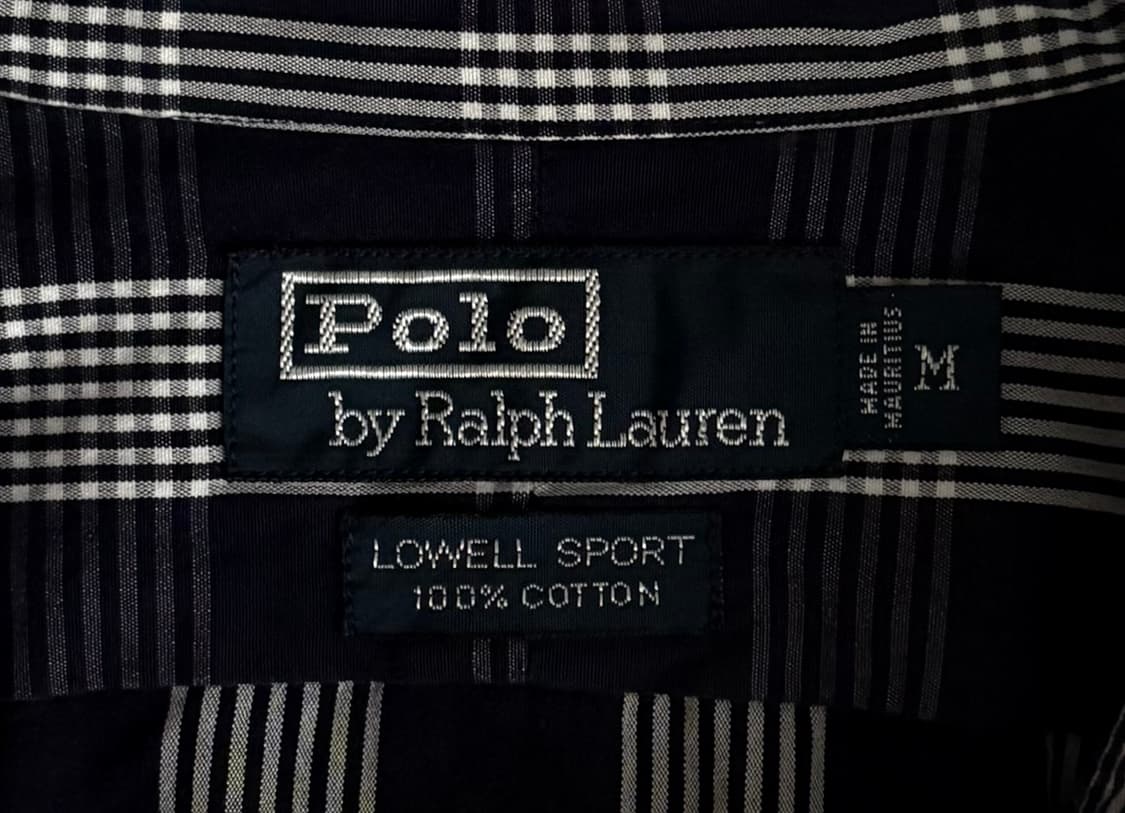 Polo
by Ralph Lauren
MADE IN
MAURITIUS
M
LOWELL SPORT
100% COTTON